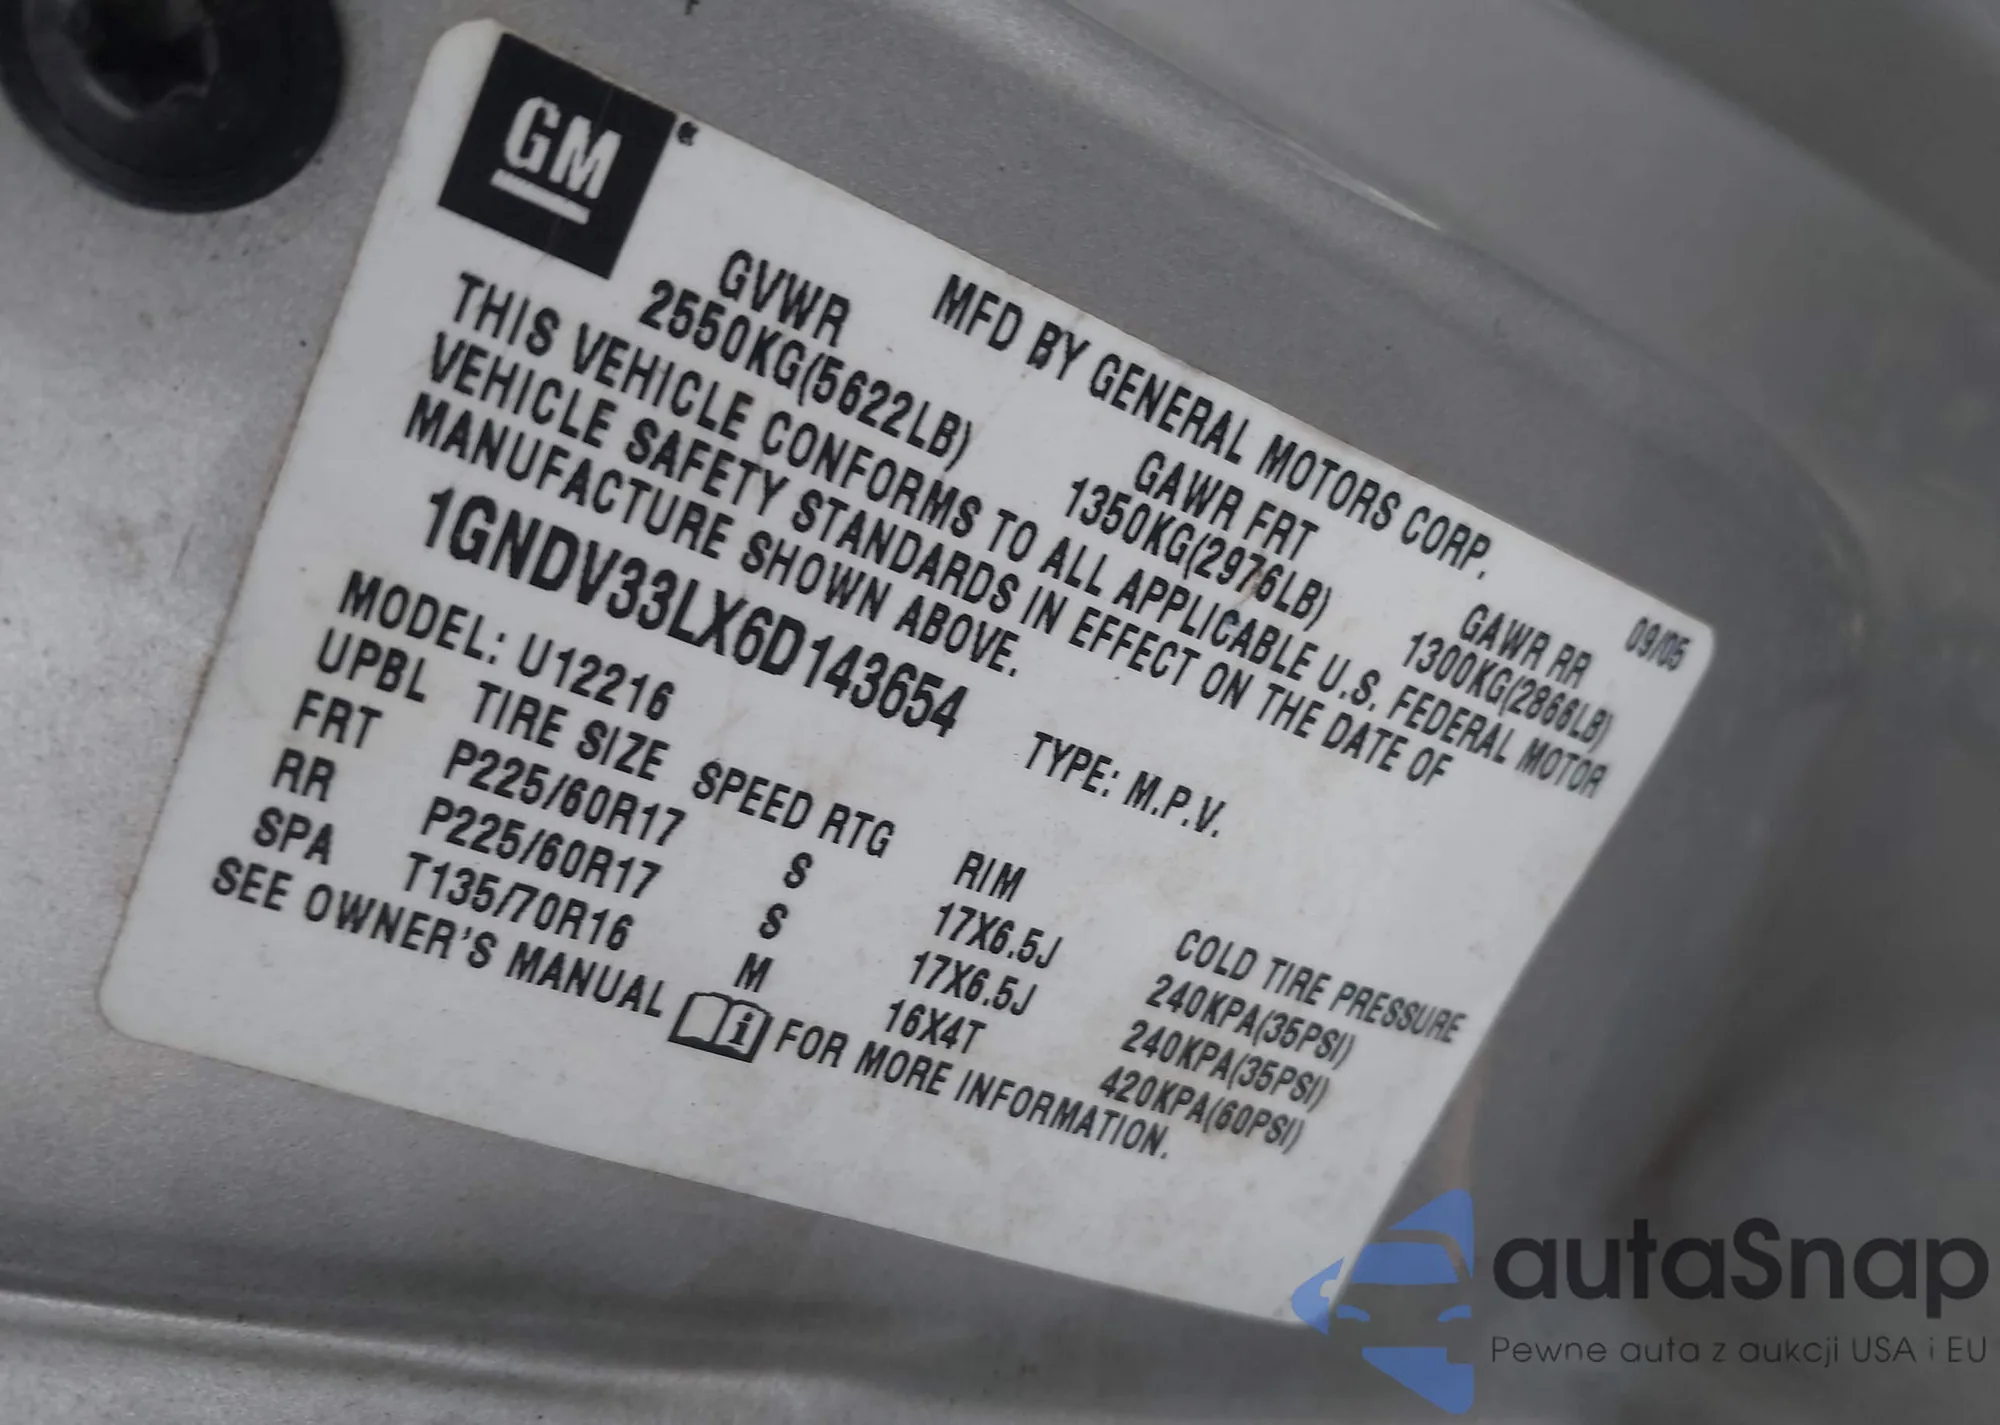 GM
MFD BY GENERAL MOTORS CORP. 09/05
GVWR GAWR FRT GAWR RR
2550KG(5622LB) 1350KG(2976LB) 1300KG(2866LB)
THIS VEHICLE CONFORMS TO ALL APPLICABLE U.S. FEDERAL MOTOR
VEHICLE SAFETY STANDARDS IN EFFECT ON THE DATE OF
MANUFACTURE SHOWN ABOVE.
1GNDV33LX6D143654 TYPE: M.P.V.
MODEL: U12216
UPBL TIRE SIZE SPEED RTG RIM COLD TIRE PRESSURE
FRT P225/60R17 S 17X6.5J 240KPA(35PSI)
RR P225/60R17 S 17X6.5J 240KPA(35PSI)
SPA T135/70R16 M 16X4T 420KPA(60PSI)
SEE OWNER'S MANUAL i FOR MORE INFORMATION.
autaSnap
Pewne auta z aukcji USA i EU